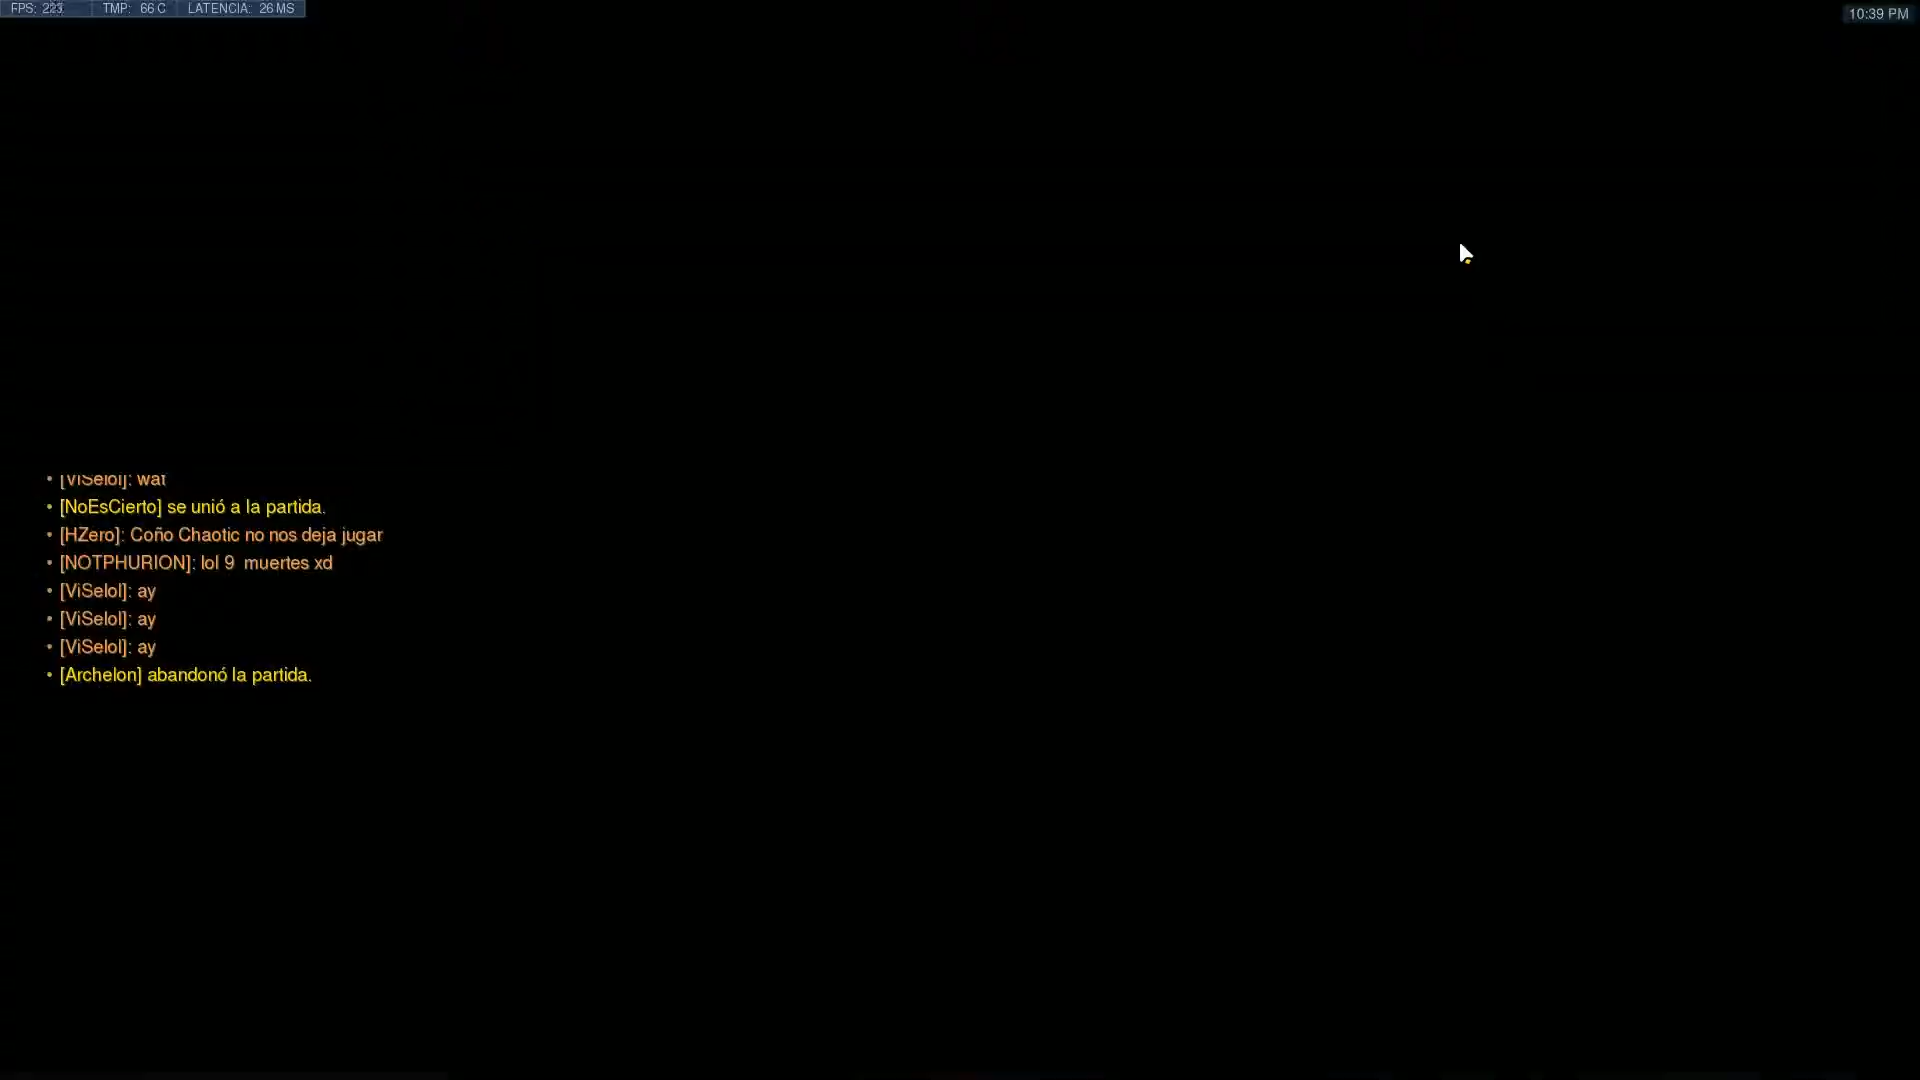 FPS: 223 TMP: 66 C LATENCIA: 26 MS
10:39 PM
• [ViSelol]: wat
• [NoEsCierto] se unió a la partida.
• [HZero]: Coño Chaotic no nos deja jugar
• [NOTPHURION]: lol 9 muertes xd
• [ViSelol]: ay
• [ViSelol]: ay
• [ViSelol]: ay
• [Archelon] abandonó la partida.